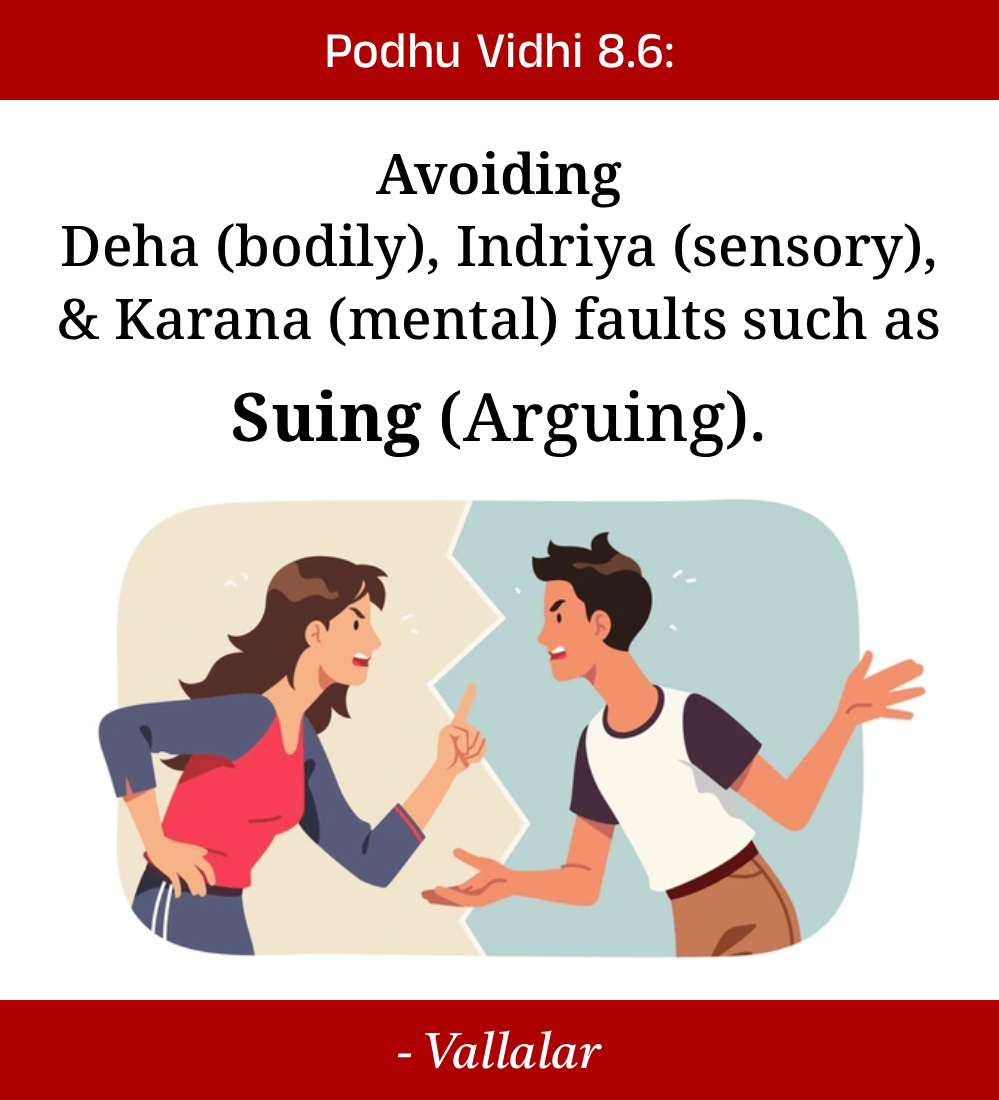 Podhu Vidhi 8.6:
Avoiding
Deha (bodily), Indriya (sensory),
& Karana (mental) faults such as
Suing (Arguing).
- Vallalar